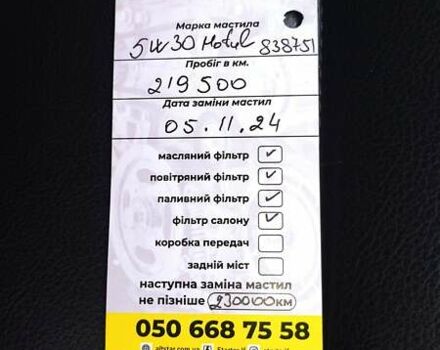 Марка мастила
5W30 Motul 838751
Пробіг в км.
219500
Дата заміни мастил
05.11.24
масляний фільтр ✓
повітряний фільтр ✓
паливний фільтр ✓
фільтр салону ✓
коробка передач
задній міст
наступна заміна мастил
не пізніше 230000км
050 668 75 58